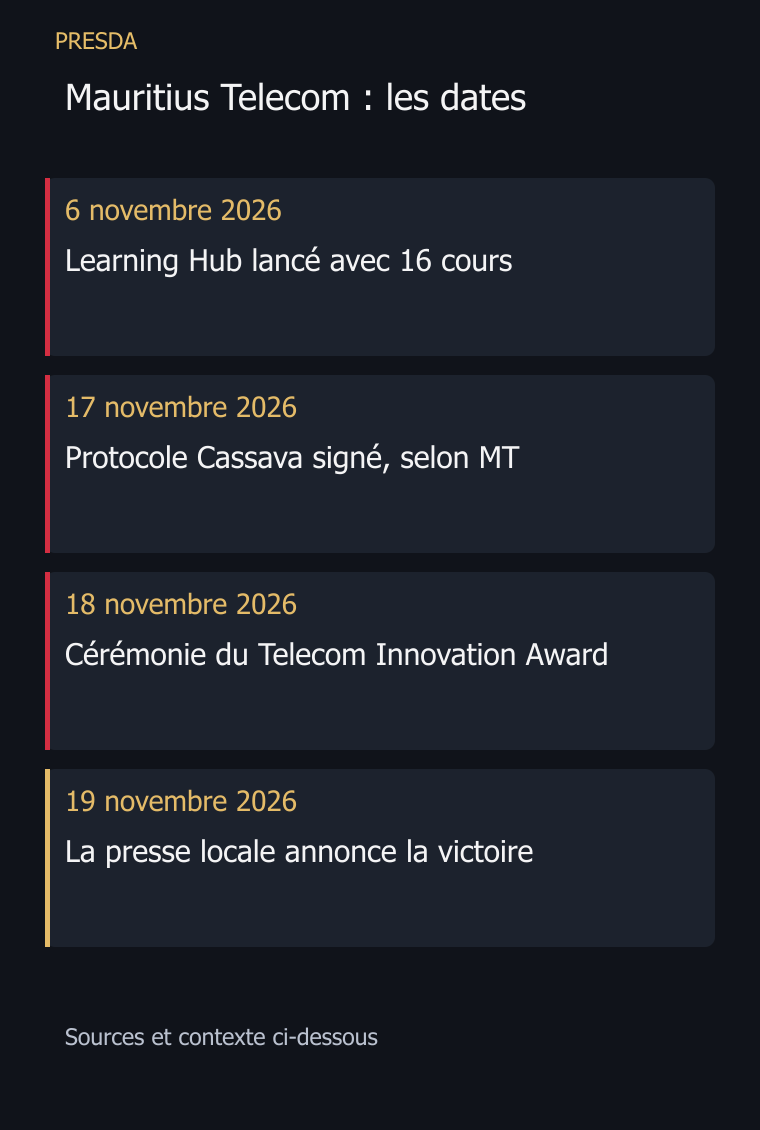 PRESDA
Mauritius Telecom : les dates
6 novembre 2026
Learning Hub lancé avec 16 cours
17 novembre 2026
Protocole Cassava signé, selon MT
18 novembre 2026
Cérémonie du Telecom Innovation Award
19 novembre 2026
La presse locale annonce la victoire
Sources et contexte ci-dessous